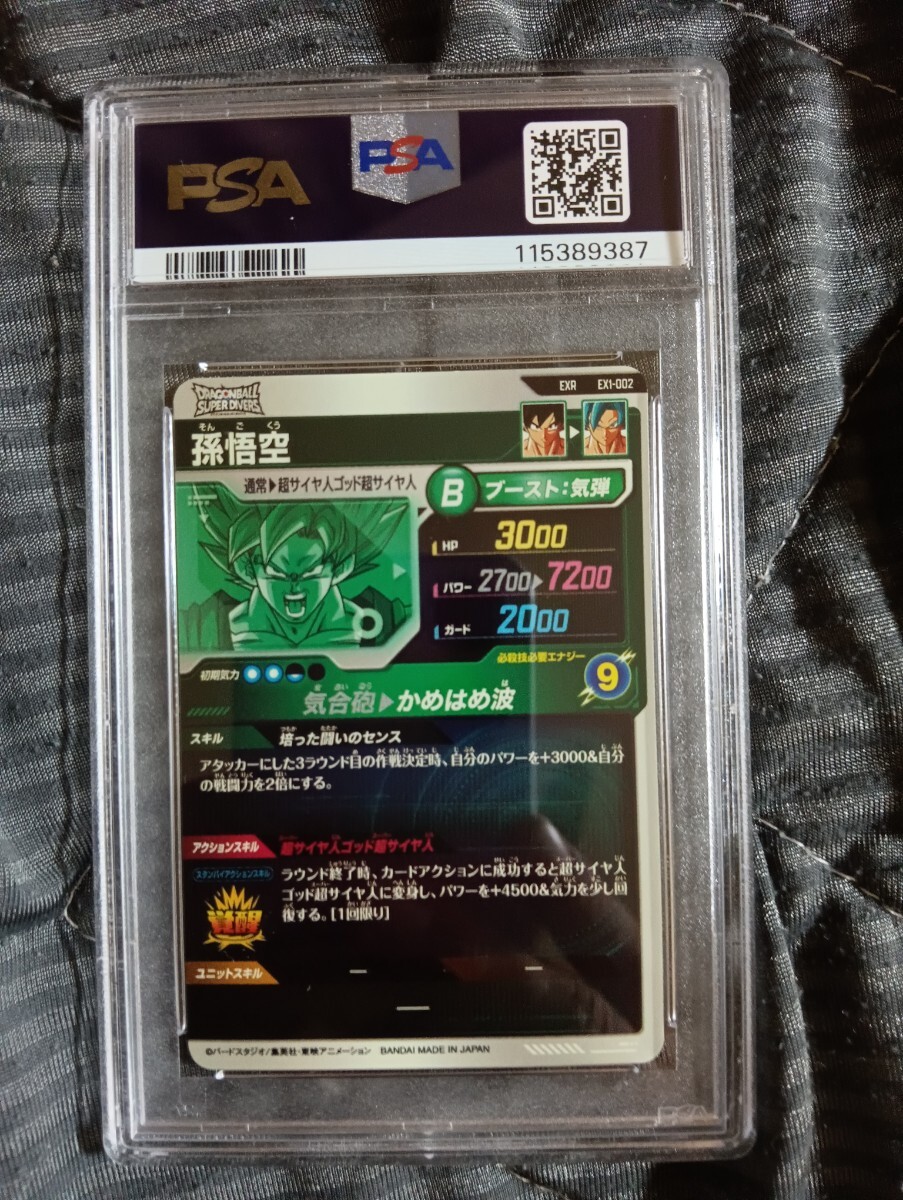 PSA
PSA
115389387
DRAGONBALL
SUPER DIVERS
EXR EX1-002
そん ご くう
孫悟空
通常▶超サイヤ人ゴッド超サイヤ人
B ブースト:気弾
HP 3000
パワー 2700▶7200
ガード 2000
必殺技必要エナジー
9
初期気力
気合砲▶かめはめ波
スキル 培った闘いのセンス
アタッカーにした3ラウンド目の作戦決定時、自分のパワーを+3000&自分
の戦闘力を2倍にする。
アクションスキル 超サイヤ人ゴッド超サイヤ人
スタンバイアクションスキル
覚醒
ラウンド終了時、カードアクションに成功すると超サイヤ人
ゴッド超サイヤ人に変身し、パワーを+4500&気力を少し回
復する。[1回限り]
ユニットスキル ー ー
ー
©バードスタジオ/集英社・東映アニメーション BANDAI MADE IN JAPAN
PSA